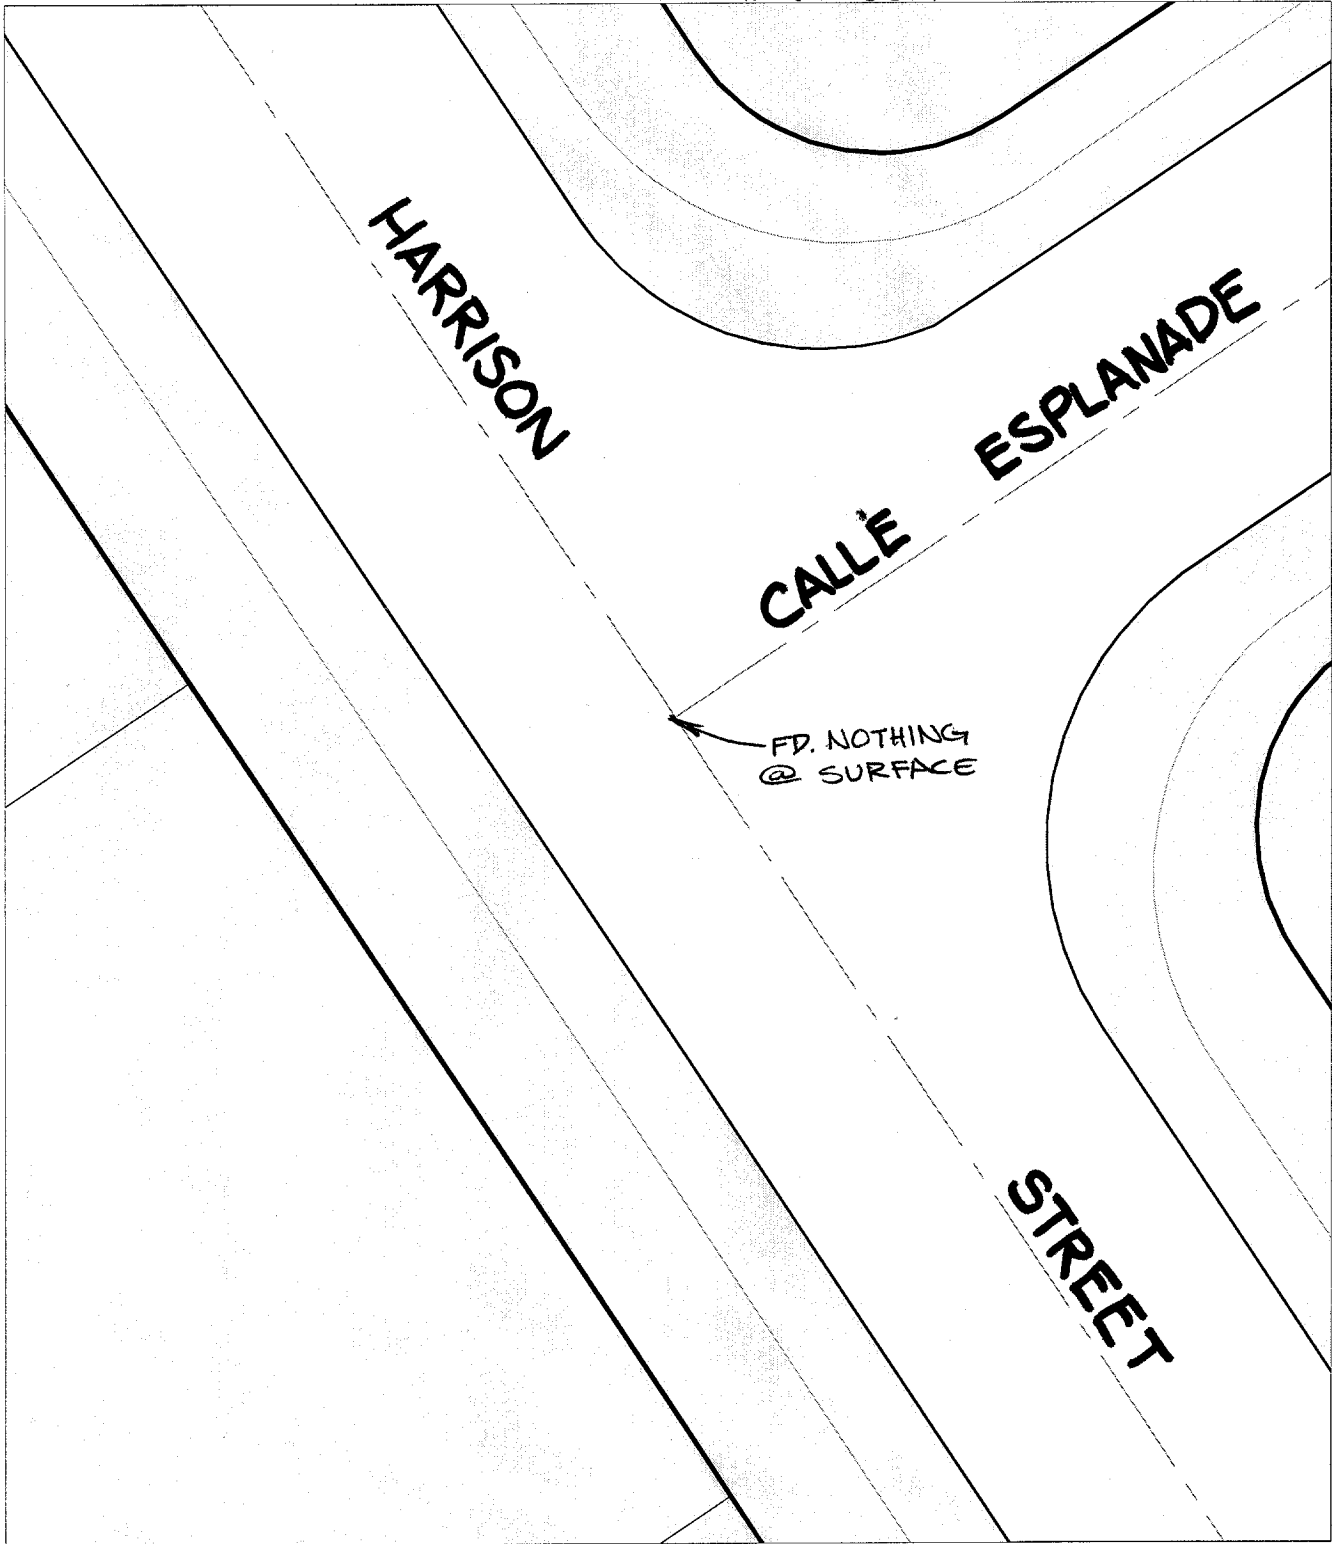 HARRISON
CALLE ESPLANADE
FD. NOTHING
@ SURFACE
STREET